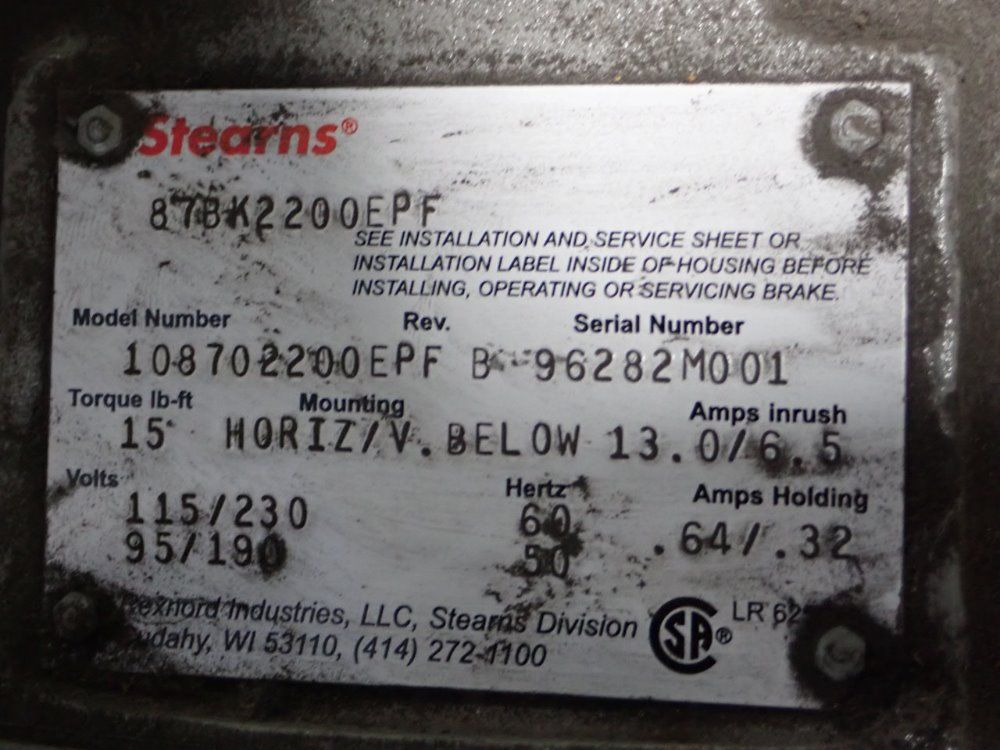 Stearns®
87BK2200EPF
SEE INSTALLATION AND SERVICE SHEET OR
INSTALLATION LABEL INSIDE OF HOUSING BEFORE
INSTALLING, OPERATING OR SERVICING BRAKE.
Model Number Rev. Serial Number
108702200EPF B 96282M001
Torque lb-ft Mounting Amps inrush
15 HORIZ/V. BELOW 13.0/6.5
Volts Hertz Amps Holding
115/230 60 .64/.32
95/190 50
Industries, LLC, Stearns Division SA® LR
WI 53110, (414) 272-1100